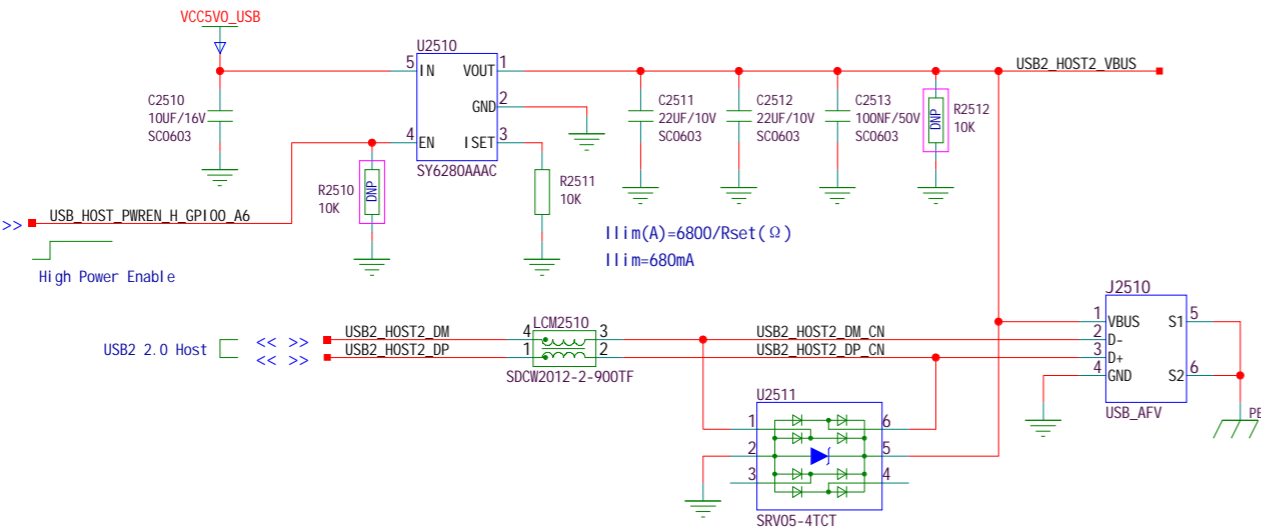 VCC5V0_USB
U2510
5 IN VOUT 1
GND 2
4 EN ISET 3
SY6280AAAC
C2510
10UF/16V
SC0603
USB2_HOST2_VBUS
C2511
22UF/10V
SC0603
C2512
22UF/10V
SC0603
C2513
100NF/50V
SC0603
DNP
R2512
10K
R2510
10K
DNP
R2511
10K
>> USB_HOST_PWREN_H_GPIO0_A6
High Power Enable
Ilim(A)=6800/Rset(Ω)
Ilim=680mA
USB2 2.0 Host
<< >>
<< >>
USB2_HOST2_DM
USB2_HOST2_DP
LCM2510
4 3
1 2
SDCW2012-2-900TF
USB2_HOST2_DM_CN
USB2_HOST2_DP_CN
J2510
1 VBUS S1 5
2 D-
3 D+
4 GND S2 6
USB_AFV
PE
U2511
1 6
2 5
3 4
SRV05-4TCT